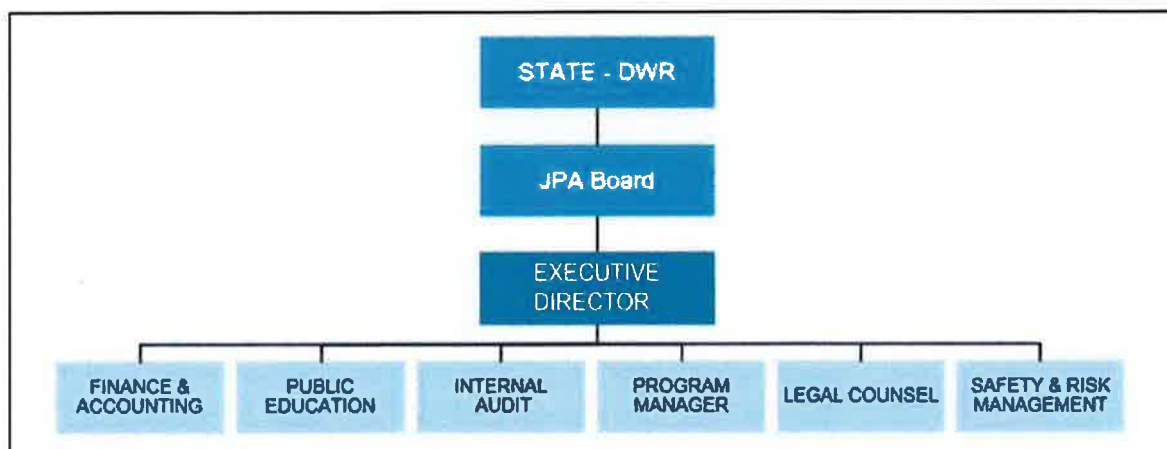 STATE - DWR
JPA Board
EXECUTIVE
DIRECTOR
FINANCE &
ACCOUNTING
PUBLIC
EDUCATION
INTERNAL
AUDIT
PROGRAM
MANAGER
LEGAL COUNSEL
SAFETY & RISK
MANAGEMENT